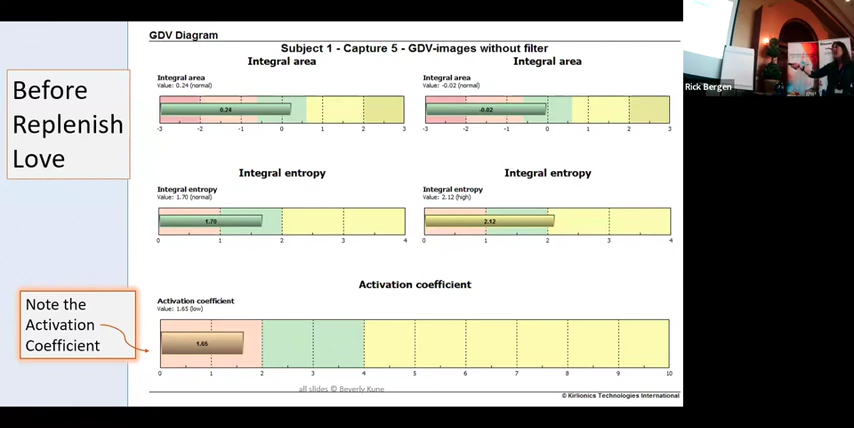 GDV Diagram
Subject 1 - Capture 5 - GDV-images without filter
Before
Replenish
Love
Integral area
Integral area
Integral area
Value: 0.24 (normal)
0.24
-3 -2 -1 0 1 2 3
Integral area
Value: -0.02 (normal)
-0.02
-3 -2 -1 0 1 2 3
Integral entropy
Integral entropy
Integral entropy
Value: 1.70 (normal)
1.70
0 1 2 3 4
Integral entropy
Value: 2.12 (high)
2.12
0 1 2 3 4
Activation coefficient
Note the
Activation
Coefficient
Activation coefficient
Value: 1.65 (low)
1.65
0 1 2 3 4 5 6 7 8 9 10
all slides © Beverly Kune
© Kirlionics Technologies International
Rick Bergen